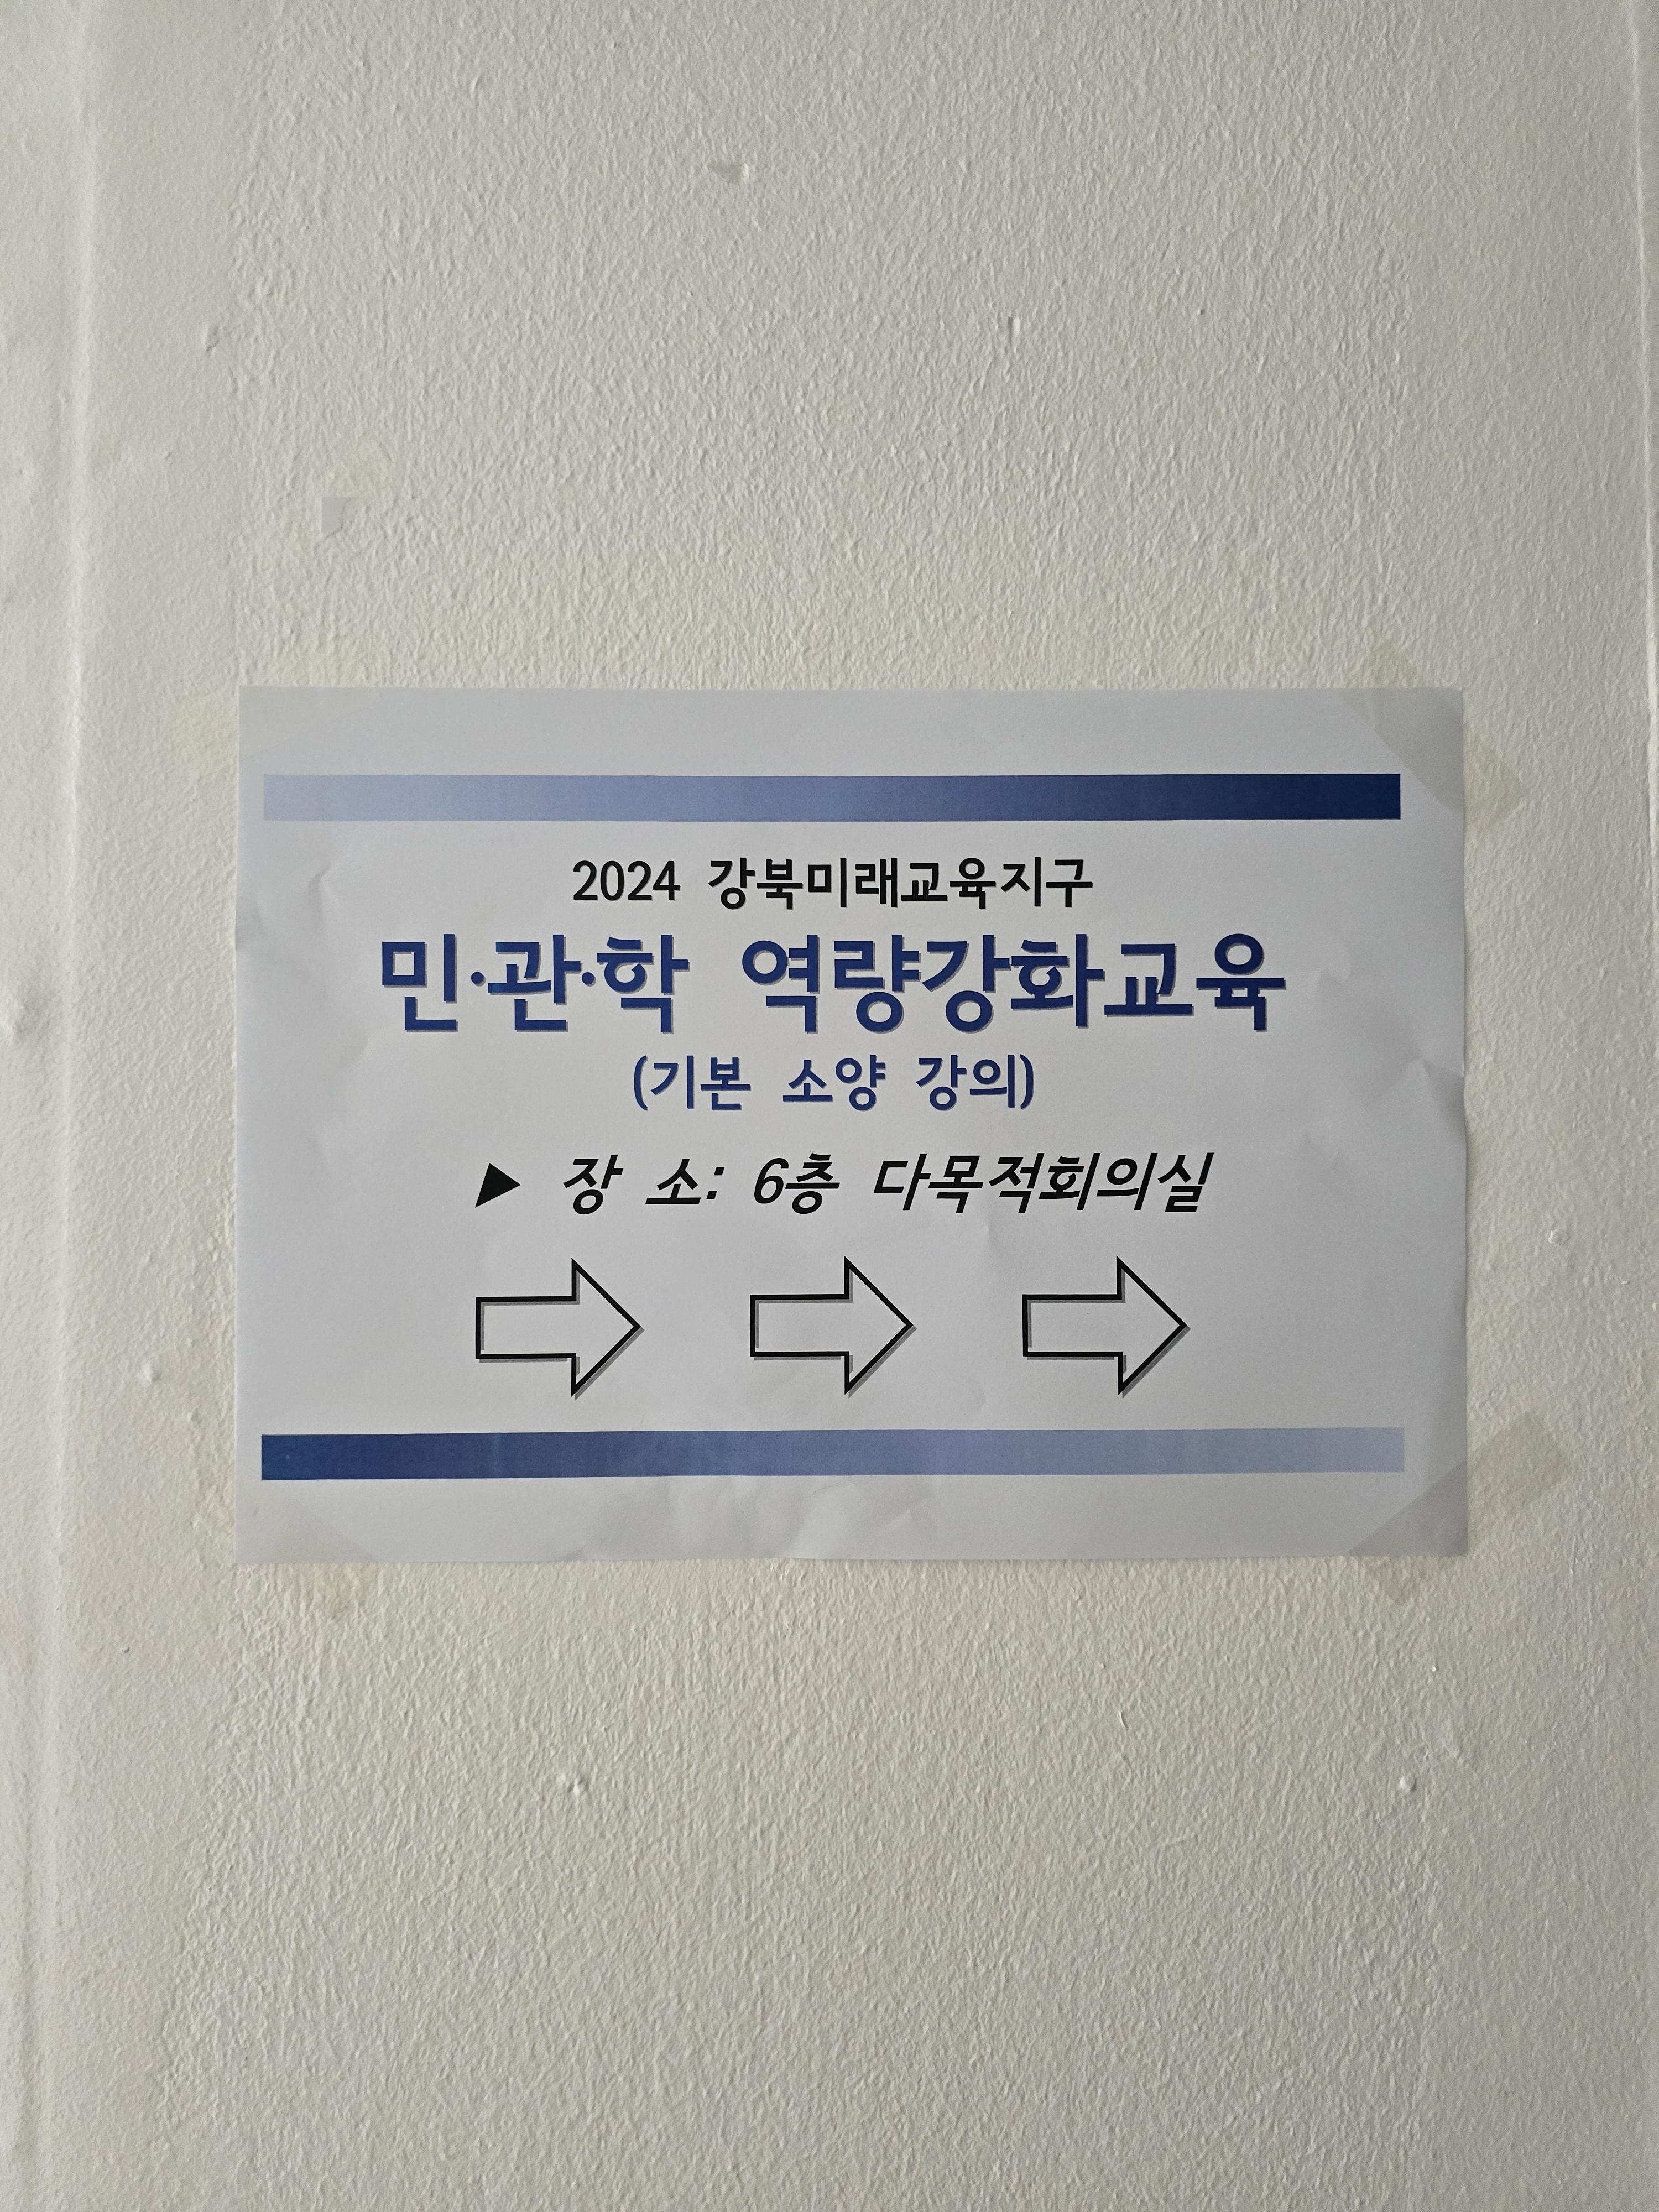 2024 강북미래교육지구
민·관·학 역량강화교육
(기본 소양 강의)
▶ 장 소: 6층 다목적회의실